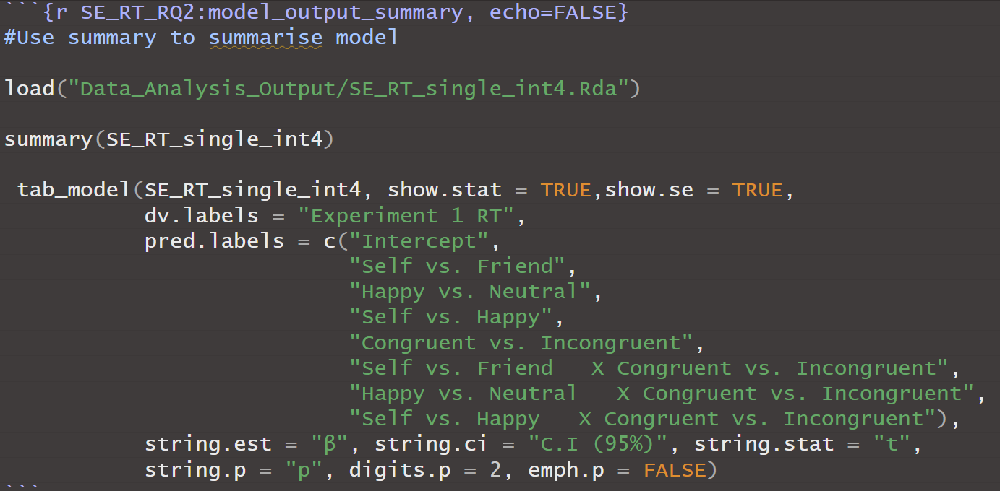 ```{r SE_RT_RQ2:model_output_summary, echo=FALSE}
#Use summary to summarise model
load("Data_Analysis_Output/SE_RT_single_int4.Rda")
summary(SE_RT_single_int4)
tab_model(SE_RT_single_int4, show.stat = TRUE,show.se = TRUE,
dv.labels = "Experiment 1 RT",
pred.labels = c("Intercept",
"Self vs. Friend",
"Happy vs. Neutral",
"Self vs. Happy",
"Congruent vs. Incongruent",
"Self vs. Friend   X Congruent vs. Incongruent",
"Happy vs. Neutral   X Congruent vs. Incongruent",
"Self vs. Happy   X Congruent vs. Incongruent"),
string.est = "β", string.ci = "C.I (95%)", string.stat = "t",
string.p = "p", digits.p = 2, emph.p = FALSE)
```